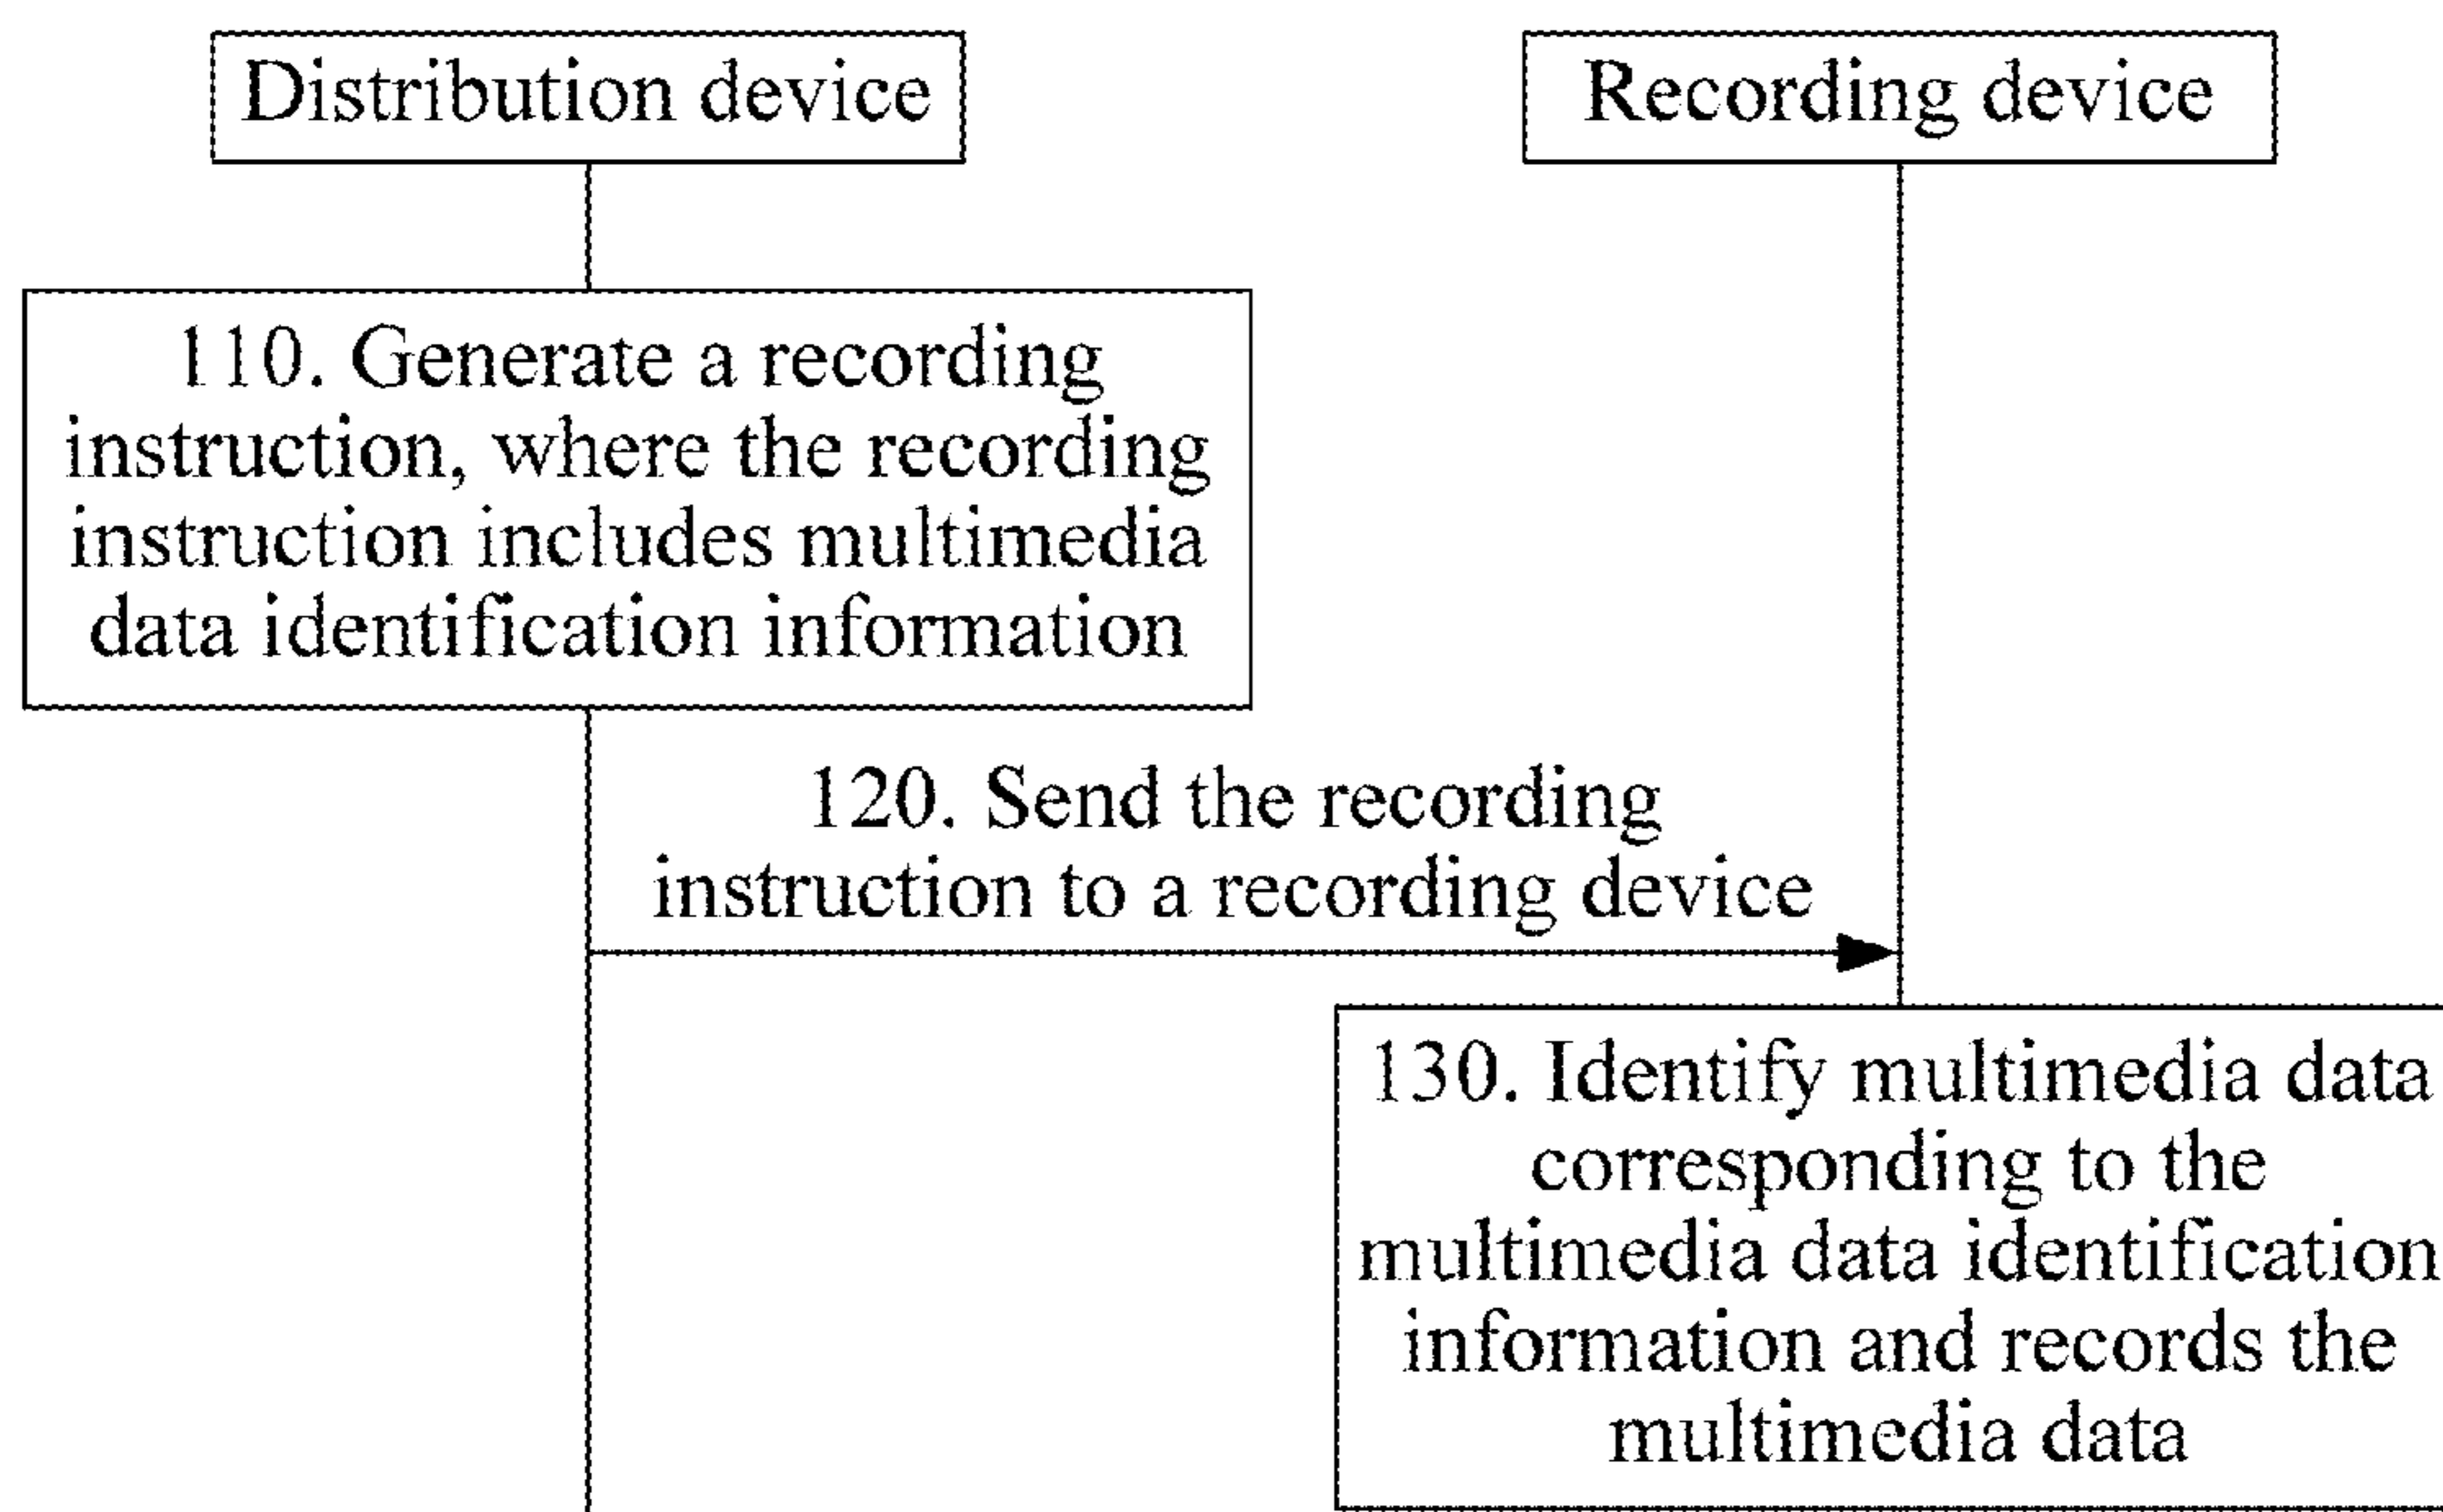 Distribution device
Recording device
110. Generate a recording
instruction, where the recording
instruction includes multimedia
data identification information
120. Send the recording
instruction to a recording device
130. Identify multimedia data
corresponding to the
multimedia data identification
information and records the
multimedia data